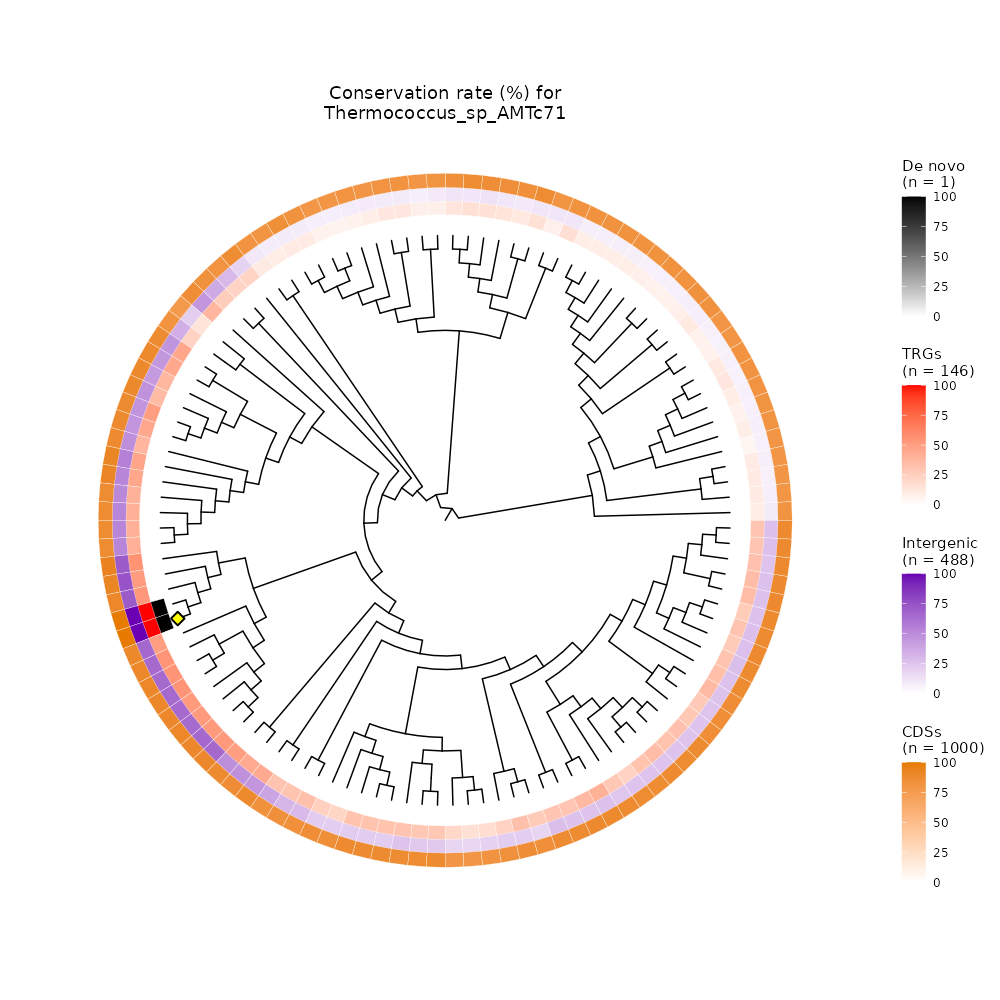 Conservation rate (%) for
Thermococcus_sp_AMTc71
De novo
(n = 1)
100
75
50
25
0
TRGs
(n = 146)
100
75
50
25
0
Intergenic
(n = 488)
100
75
50
25
0
CDSs
(n = 1000)
100
75
50
25
0